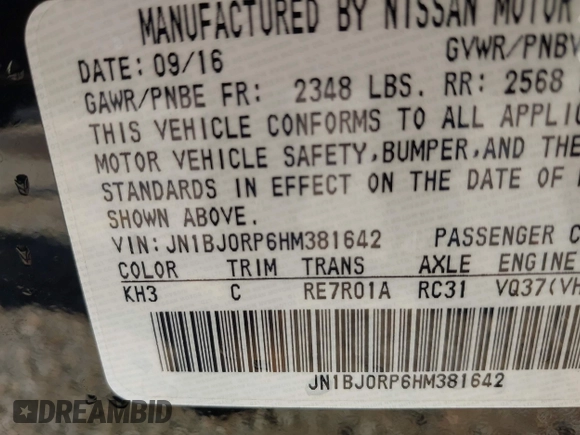 MANUFACTURED BY NISSAN MOTOR
DATE: 09/16 GVWR/PNBV
GAWR/PNBE FR: 2348 LBS. RR: 2568
THIS VEHICLE CONFORMS TO ALL APPLIC
MOTOR VEHICLE SAFETY,BUMPER,AND THE
STANDARDS IN EFFECT ON THE DATE OF
SHOWN ABOVE.
VIN: JN1BJ0RP6HM381642 PASSENGER C
COLOR TRIM TRANS AXLE ENGINE
KH3 C RE7R01A RC31 VQ37(VH
JN1BJ0RP6HM381642
DREAMBID